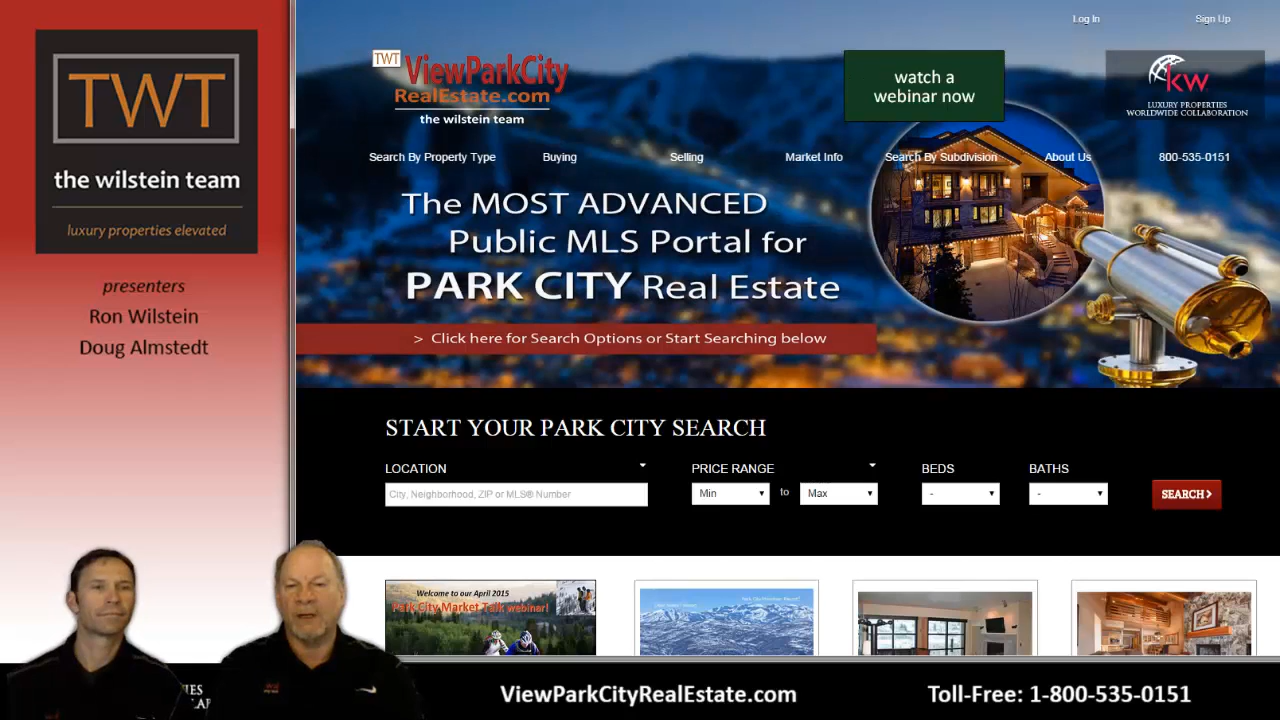 TWT
the wilstein team
luxury properties elevated
presenters
Ron Wilstein
Doug Almstedt
Log In
Sign Up
TWT
ViewParkCity
RealEstate.com
the wilstein team
watch a
webinar now
kw
LUXURY PROPERTIES
WORLDWIDE COLLABORATION
Search By Property Type
Buying
Selling
Market Info
Search By Subdivision
About Us
800-535-0151
The MOST ADVANCED
Public MLS Portal for
PARK CITY Real Estate
> Click here for Search Options or Start Searching below
START YOUR PARK CITY SEARCH
LOCATION
PRICE RANGE
BEDS
BATHS
City, Neighborhood, ZIP or MLS® Number
Min
to
Max
-
-
SEARCH
Welcome to our April 2015
Park City Market Talk webinar!
ViewParkCityRealEstate.com
Toll-Free: 1-800-535-0151